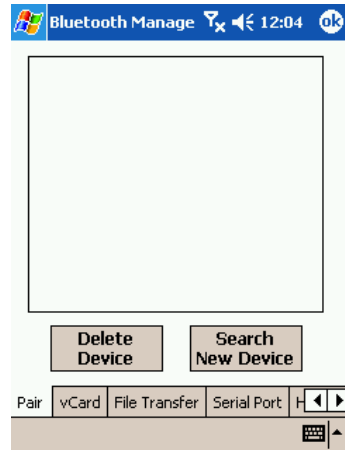 Bluetooth Manage 12:04 ok
Delete
Device
Search
New Device
Pair vCard File Transfer Serial Port H